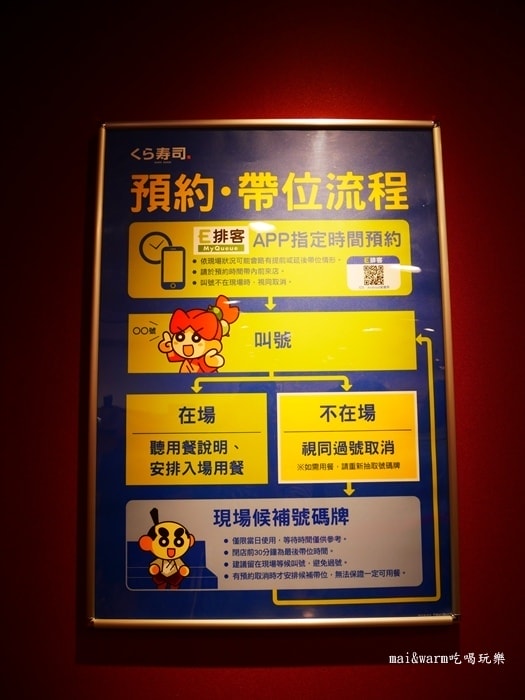 くら寿司
預約・帶位流程
E排客
MyQueue
APP指定時間預約
• 依現場狀況可能會略有提前或延後帶位情形。
• 請於預約時間帶內前來店。
• 叫號不在現場時，視同取消。
E排客
○○號
叫號
在場
聽用餐說明、
安排入場用餐
不在場
視同過號取消
※如需用餐，請重新抽取號碼牌
現場候補號碼牌
• 僅限當日使用，等待時間僅供參考。
• 閉店前30分鐘為最後帶位時間。
• 建議留在現場等候叫號，避免過號。
• 有預約取消時才安排候補帶位，無法保證一定可用餐。
mai&warm吃喝玩樂